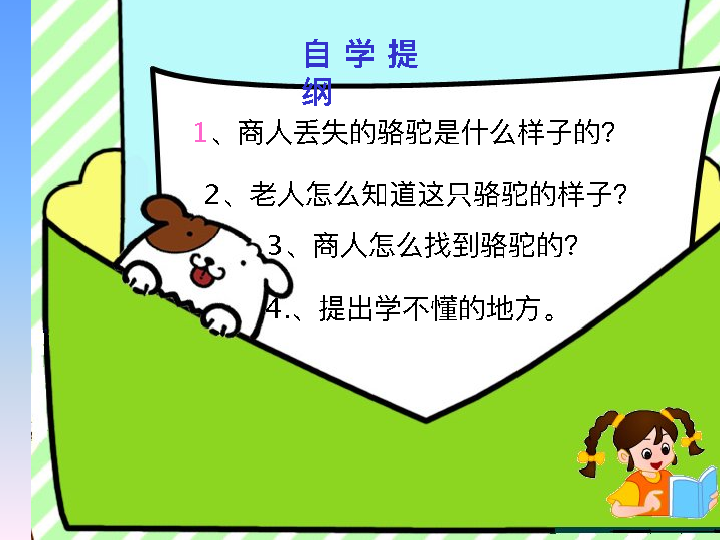 自 学 提
纲
1、商人丢失的骆驼是什么样子的?
2、老人怎么知道这只骆驼的样子?
3、商人怎么找到骆驼的?
4.、提出学不懂的地方。